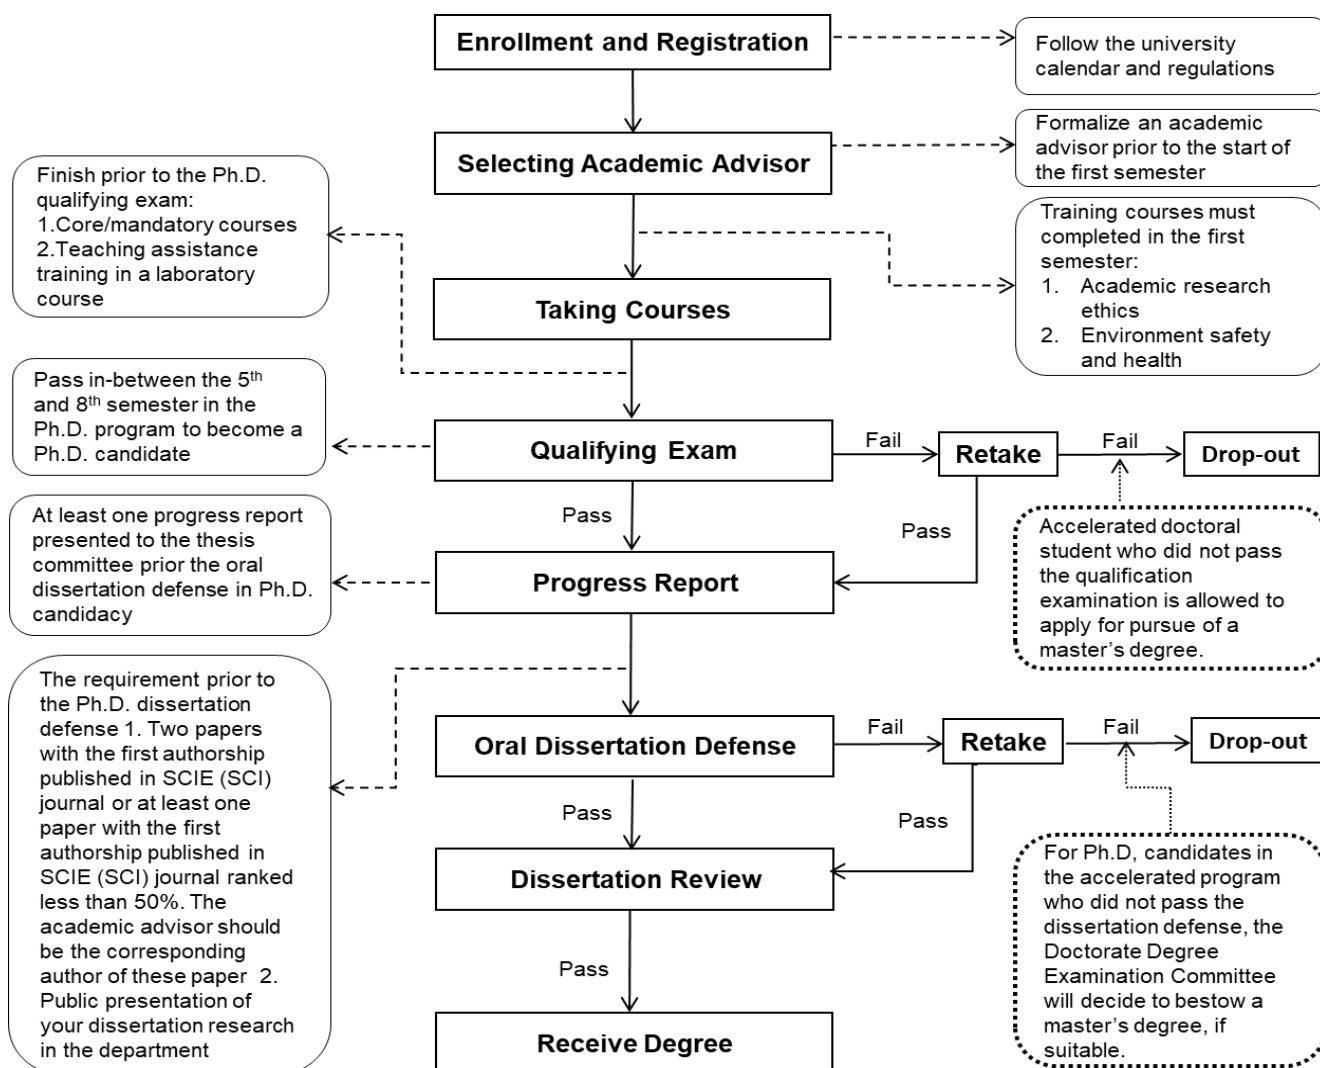 Enrollment and Registration
Follow the university
calendar and regulations
Selecting Academic Advisor
Formalize an academic
advisor prior to the start of
the first semester
Finish prior to the Ph.D.
qualifying exam:
1.Core/mandatory courses
2.Teaching assistance
training in a laboratory
course
Training courses must
completed in the first
semester:
1. Academic research
ethics
2. Environment safety
and health
Taking Courses
Pass in-between the 5th
and 8th semester in the
Ph.D. program to become a
Ph.D. candidate
Qualifying Exam
Fail
Retake
Fail
Drop-out
Pass
Pass
Accelerated doctoral
student who did not pass
the qualification
examination is allowed to
apply for pursue of a
master's degree.
At least one progress report
presented to the thesis
committee prior the oral
dissertation defense in Ph.D.
candidacy
Progress Report
The requirement prior to
the Ph.D. dissertation
defense 1. Two papers
with the first authorship
published in SCIE (SCI)
journal or at least one
paper with the first
authorship published in
SCIE (SCI) journal ranked
less than 50%. The
academic advisor should
be the corresponding
author of these paper 2.
Public presentation of
your dissertation research
in the department
Oral Dissertation Defense
Fail
Retake
Fail
Drop-out
Pass
Pass
For Ph.D, candidates in
the accelerated program
who did not pass the
dissertation defense, the
Doctorate Degree
Examination Committee
will decide to bestow a
master's degree, if
suitable.
Dissertation Review
Pass
Receive Degree